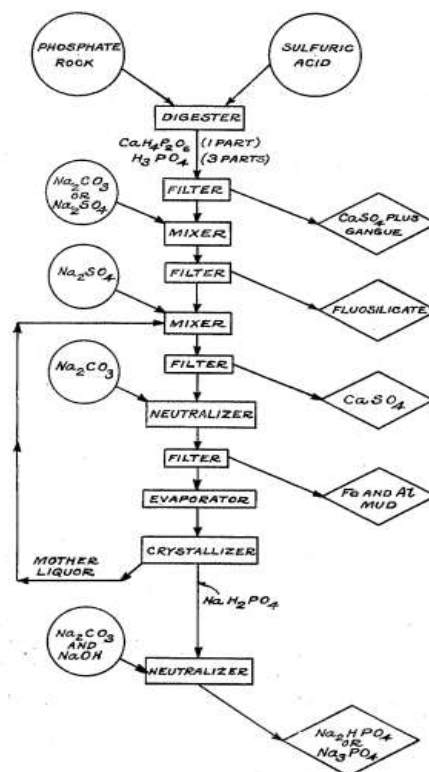 PHOSPHATE
ROCK
SULFURIC
ACID
DIGESTER
CaH₄P₂O₆ (1 PART)
H₃PO₄ (3 PARTS)
Na₂CO₃
OR
Na₂SO₄
FILTER
CaSO₄ PLUS
GANGUE
MIXER
Na₂SO₄
FILTER
FLUOSILICATE
MIXER
FILTER
Na₂CO₃
CaSO₄
NEUTRALIZER
FILTER
Fe AND Al
MUD
EVAPORATOR
CRYSTALLIZER
MOTHER
LIQUOR
NaH₂PO₄
Na₂CO₃
AND
NaOH
NEUTRALIZER
Na₂HPO₄
OR
Na₃PO₄